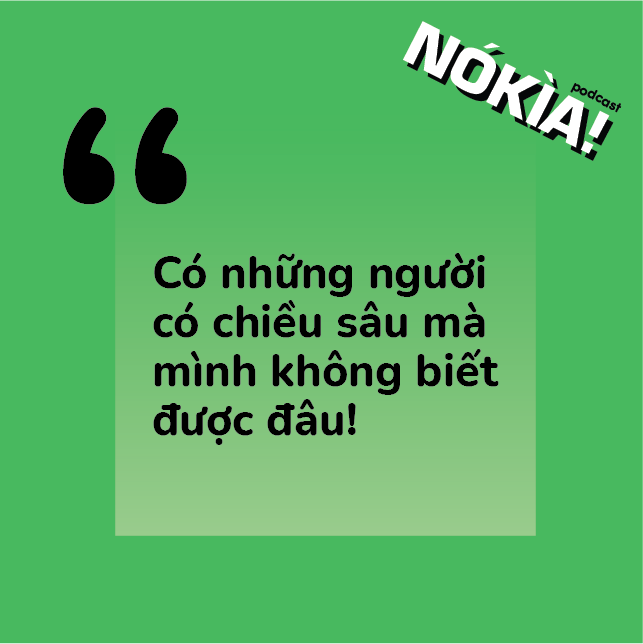 NÓKÌA!
podcast
“
Có những người
có chiều sâu mà
mình không biết
được đâu!